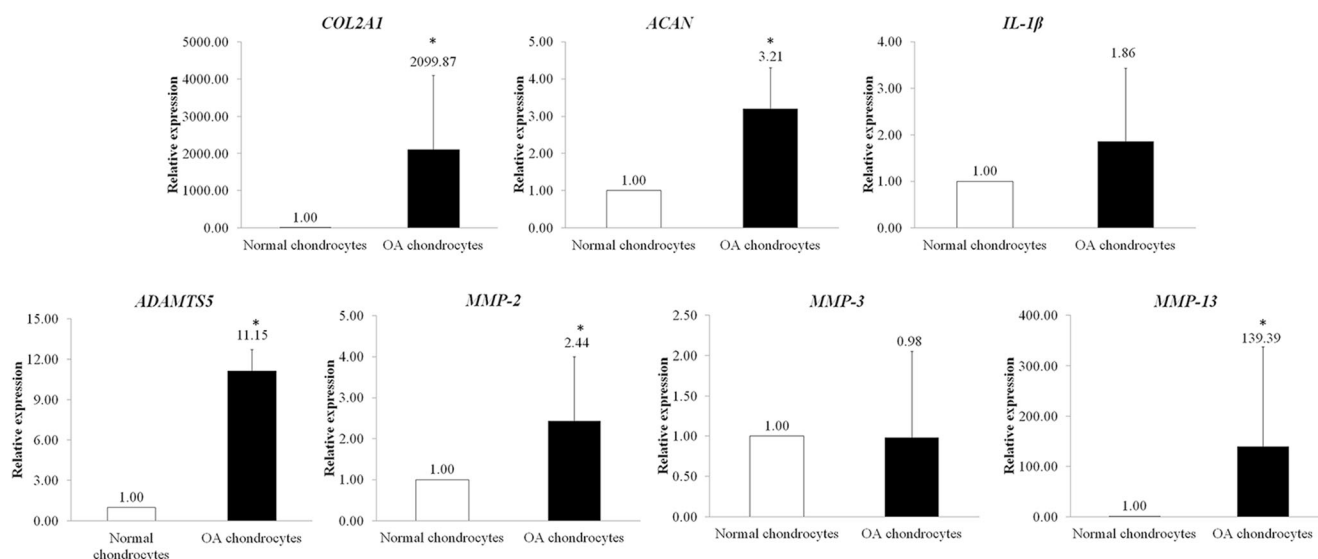 COL2A1
Relative expression
5000.00
4000.00
3000.00
2000.00
1000.00
0.00
*
2099.87
1.00
Normal chondrocytes
OA chondrocytes
ACAN
Relative expression
5.00
4.00
3.00
2.00
1.00
0.00
*
3.21
1.00
Normal chondrocytes
OA chondrocytes
IL-1β
Relative expression
4.00
3.00
2.00
1.00
0.00
1.86
1.00
Normal chondrocytes
OA chondrocytes
ADAMTS5
Relative expression
15.00
12.00
9.00
6.00
3.00
0.00
*
11.15
1.00
Normal
chondrocytes
OA chondrocytes
MMP-2
Relative expression
5.00
4.00
3.00
2.00
1.00
0.00
*
2.44
1.00
Normal chondrocytes
OA chondrocytes
MMP-3
Relative expression
2.50
2.00
1.50
1.00
0.50
0.00
0.98
1.00
Normal chondrocytes
OA chondrocytes
MMP-13
Relative expression
400.00
300.00
200.00
100.00
0.00
*
139.39
1.00
Normal chondrocytes
OA chondrocytes